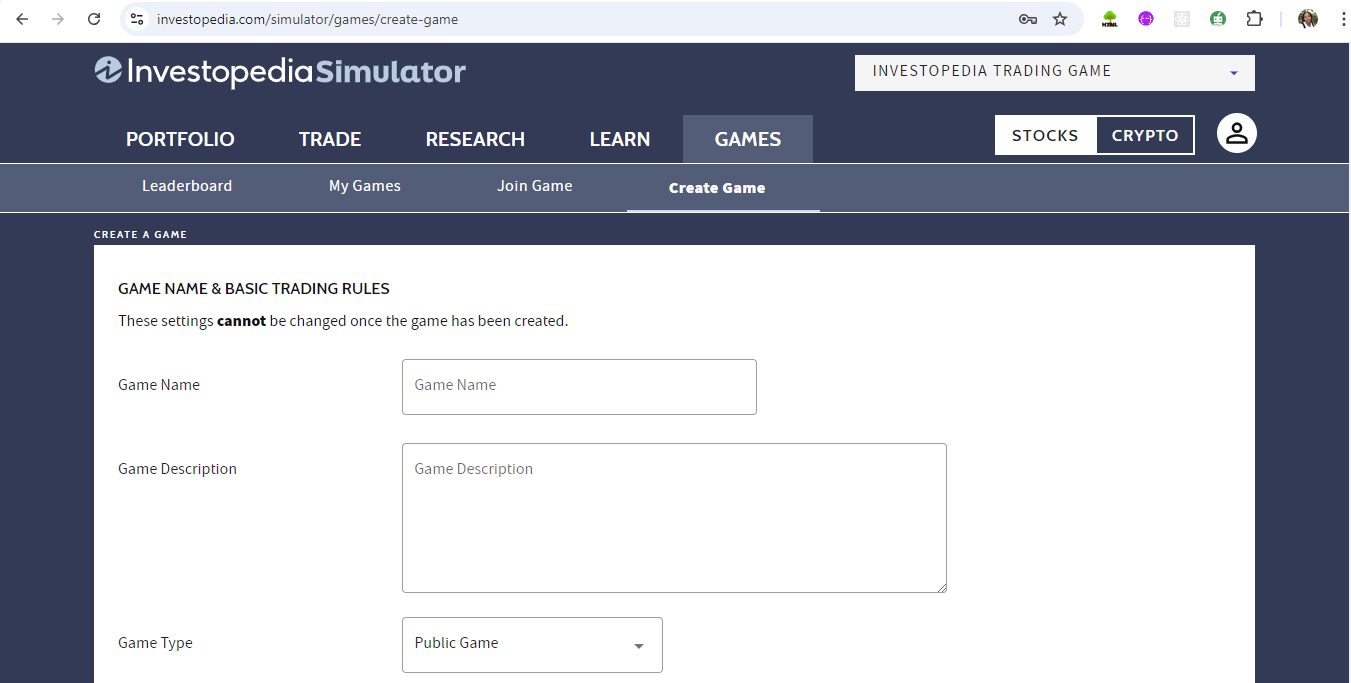 investopedia.com/simulator/games/create-game
HTML
InvestopediaSimulator
INVESTOPEDIA TRADING GAME
PORTFOLIO TRADE RESEARCH LEARN GAMES STOCKS CRYPTO
Leaderboard My Games Join Game Create Game
CREATE A GAME
GAME NAME & BASIC TRADING RULES
These settings cannot be changed once the game has been created.
Game Name Game Name
Game Description Game Description
Game Type Public Game